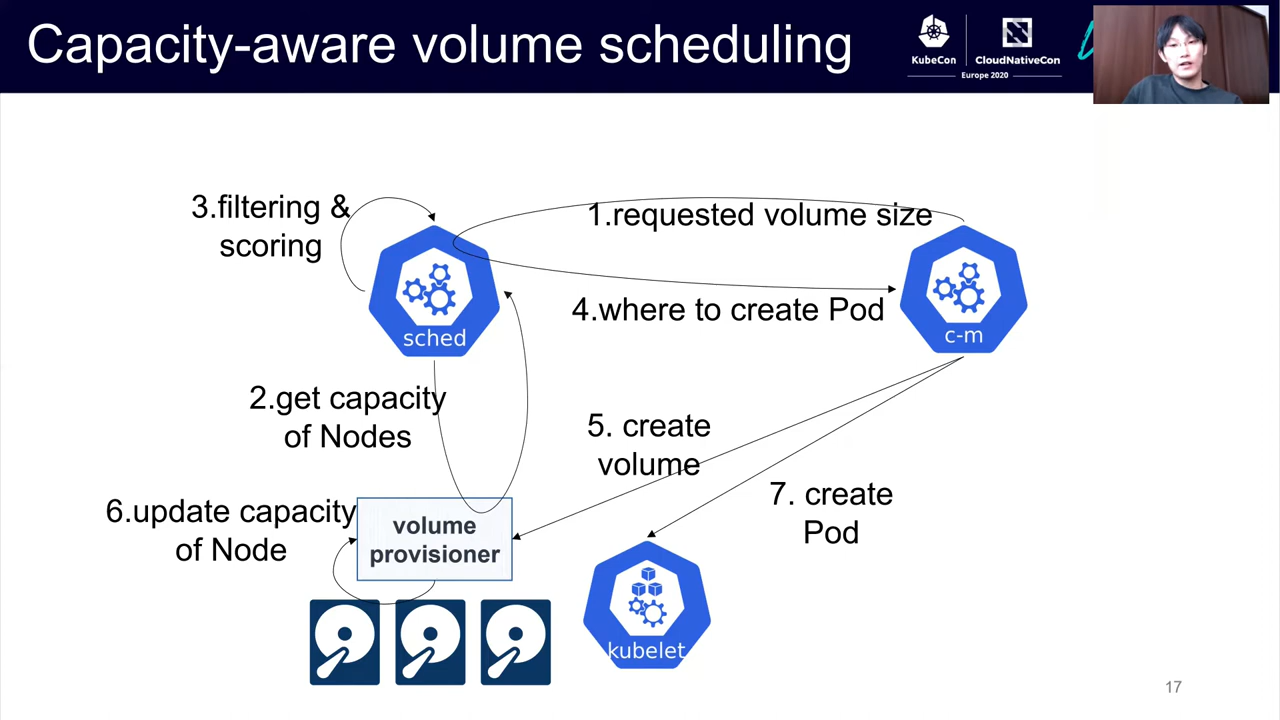 Capacity-aware volume scheduling
KubeCon
CloudNativeCon
Europe 2020
3.filtering &
scoring
1.requested volume size
sched
4.where to create Pod
c-m
2.get capacity
of Nodes
5. create
volume
7. create
Pod
6.update capacity
of Node
volume
provisioner
kubelet
17